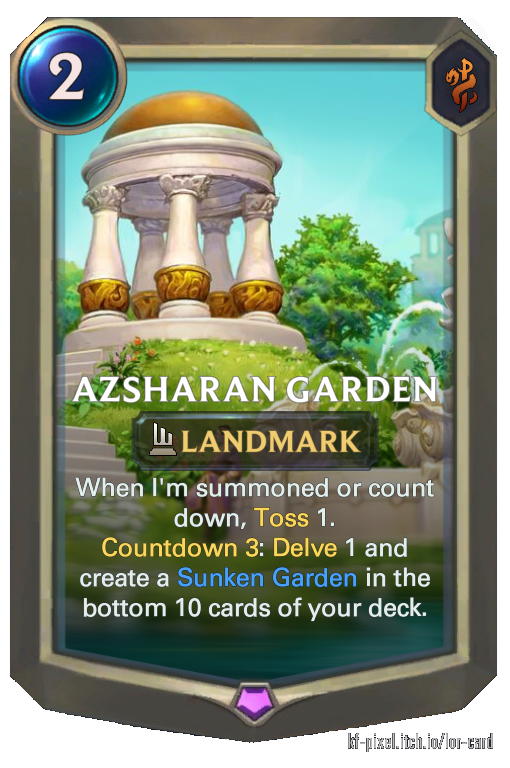 2
AZSHARAN GARDEN
LANDMARK
When I'm summoned or count
down, Toss 1.
Countdown 3: Delve 1 and
create a Sunken Garden in the
bottom 10 cards of your deck.
kf-pixel.itch.io/lor-card